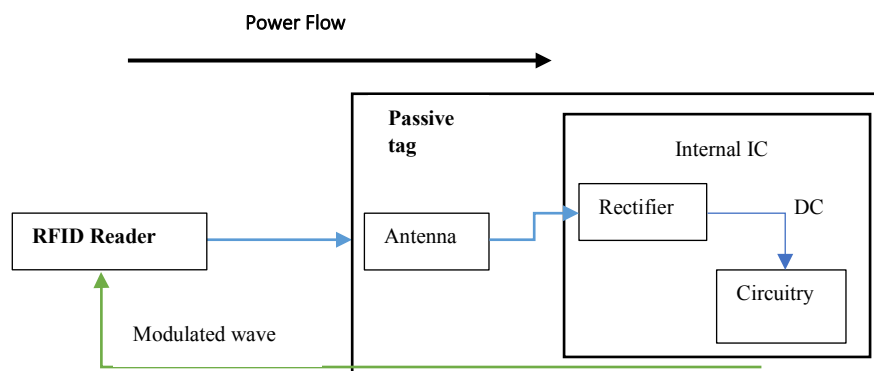 Power Flow
Passive
tag
Internal IC
Rectifier
DC
RFID Reader
Antenna
Circuitry
Modulated wave